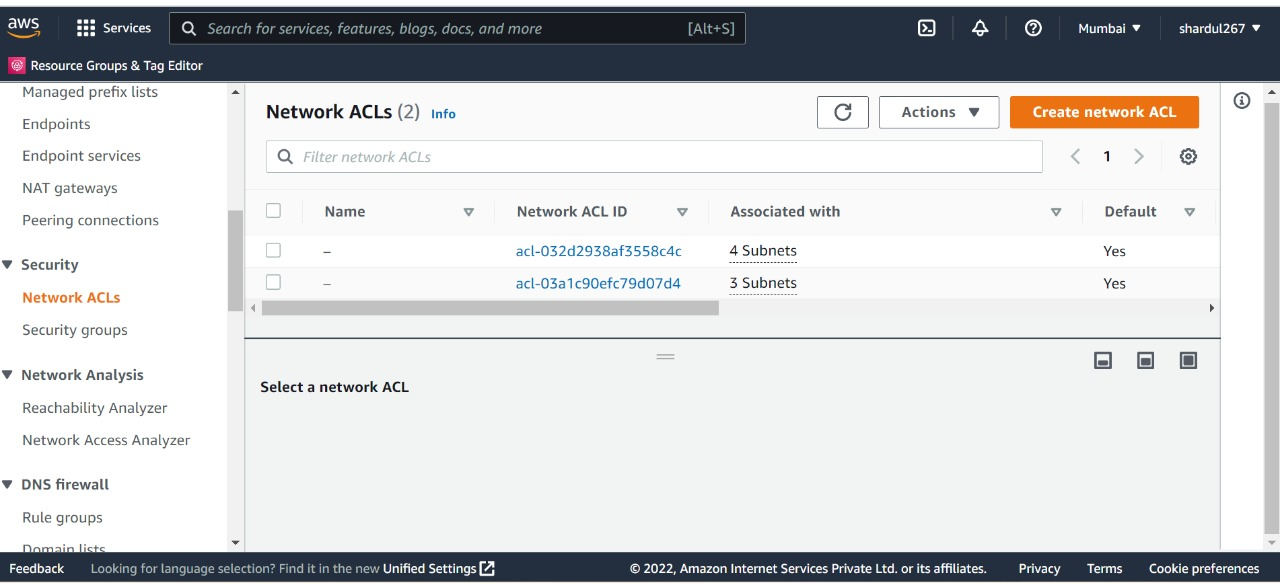 aws Services Search for services, features, blogs, docs, and more [Alt+S] Mumbai shardul267
Resource Groups & Tag Editor
Managed prefix lists
Endpoints
Endpoint services
NAT gateways
Peering connections
Security
Network ACLs
Security groups
Network Analysis
Reachability Analyzer
Network Access Analyzer
DNS firewall
Rule groups
Domain lists
Network ACLs (2) Info Actions Create network ACL
Filter network ACLs 1
Name Network ACL ID Associated with Default
– acl-032d2938af3558c4c 4 Subnets Yes
– acl-03a1c90efc79d07d4 3 Subnets Yes
Select a network ACL
Feedback Looking for language selection? Find it in the new Unified Settings © 2022, Amazon Internet Services Private Ltd. or its affiliates. Privacy Terms Cookie preferences